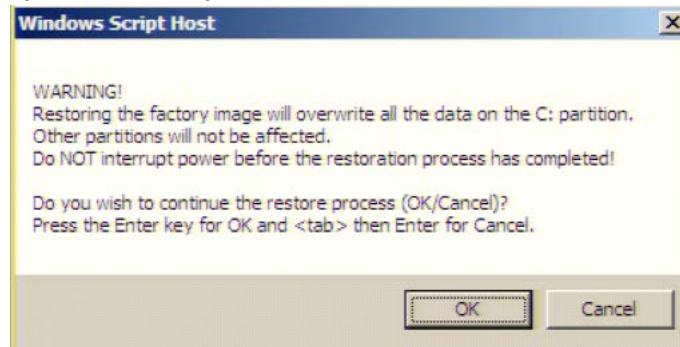 Windows Script Host
WARNING!
Restoring the factory image will overwrite all the data on the C: partition.
Other partitions will not be affected.
Do NOT interrupt power before the restoration process has completed!
Do you wish to continue the restore process (OK/Cancel)?
Press the Enter key for OK and <tab> then Enter for Cancel.
OK Cancel